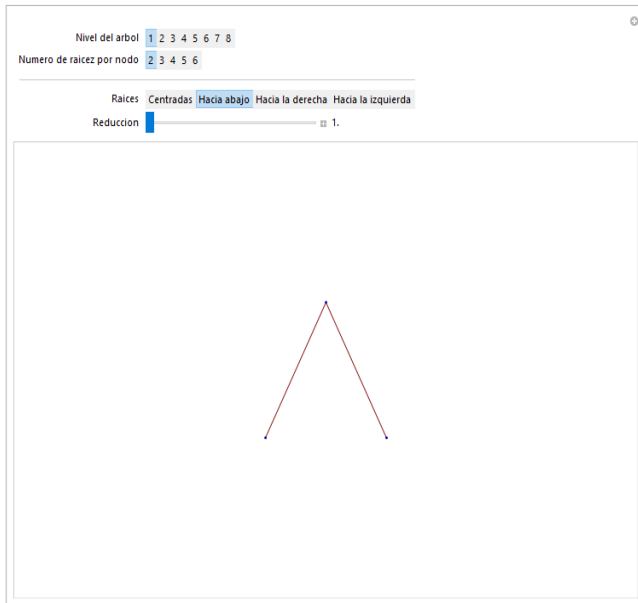 Nivel del arbol 1 2 3 4 5 6 7 8
Numero de raicez por nodo 2 3 4 5 6
Raices Centradas Hacia abajo Hacia la derecha Hacia la izquierda
Reduccion 1.